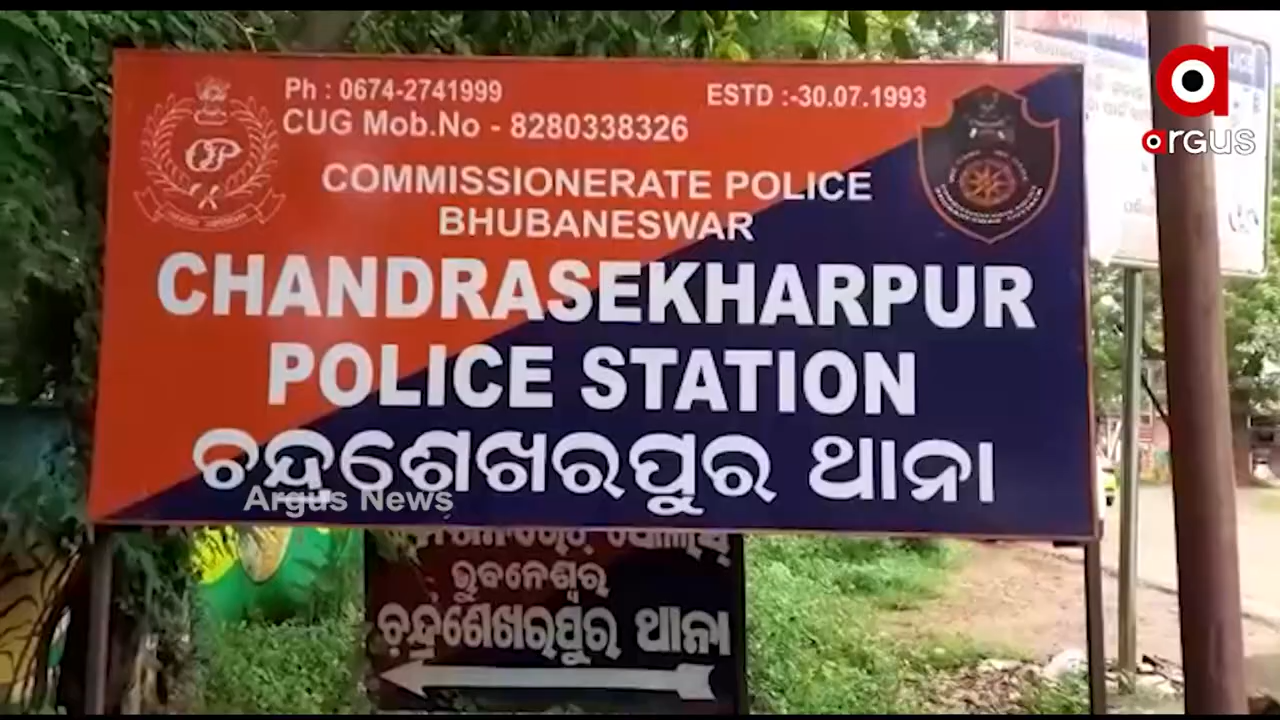 Ph : 0674-2741999
ESTD :-30.07.1993
CUG Mob.No - 8280338326
OP
COMMISSIONERATE POLICE
BHUBANESWAR
CHANDRASEKHARPUR
POLICE STATION
ଚନ୍ଦ୍ରଶେଖରପୁର ଥାନା
Argus News
ଭୁବନେଶ୍ୱର
ଚନ୍ଦ୍ରଶେଖରପୁର ଥାନା
argus